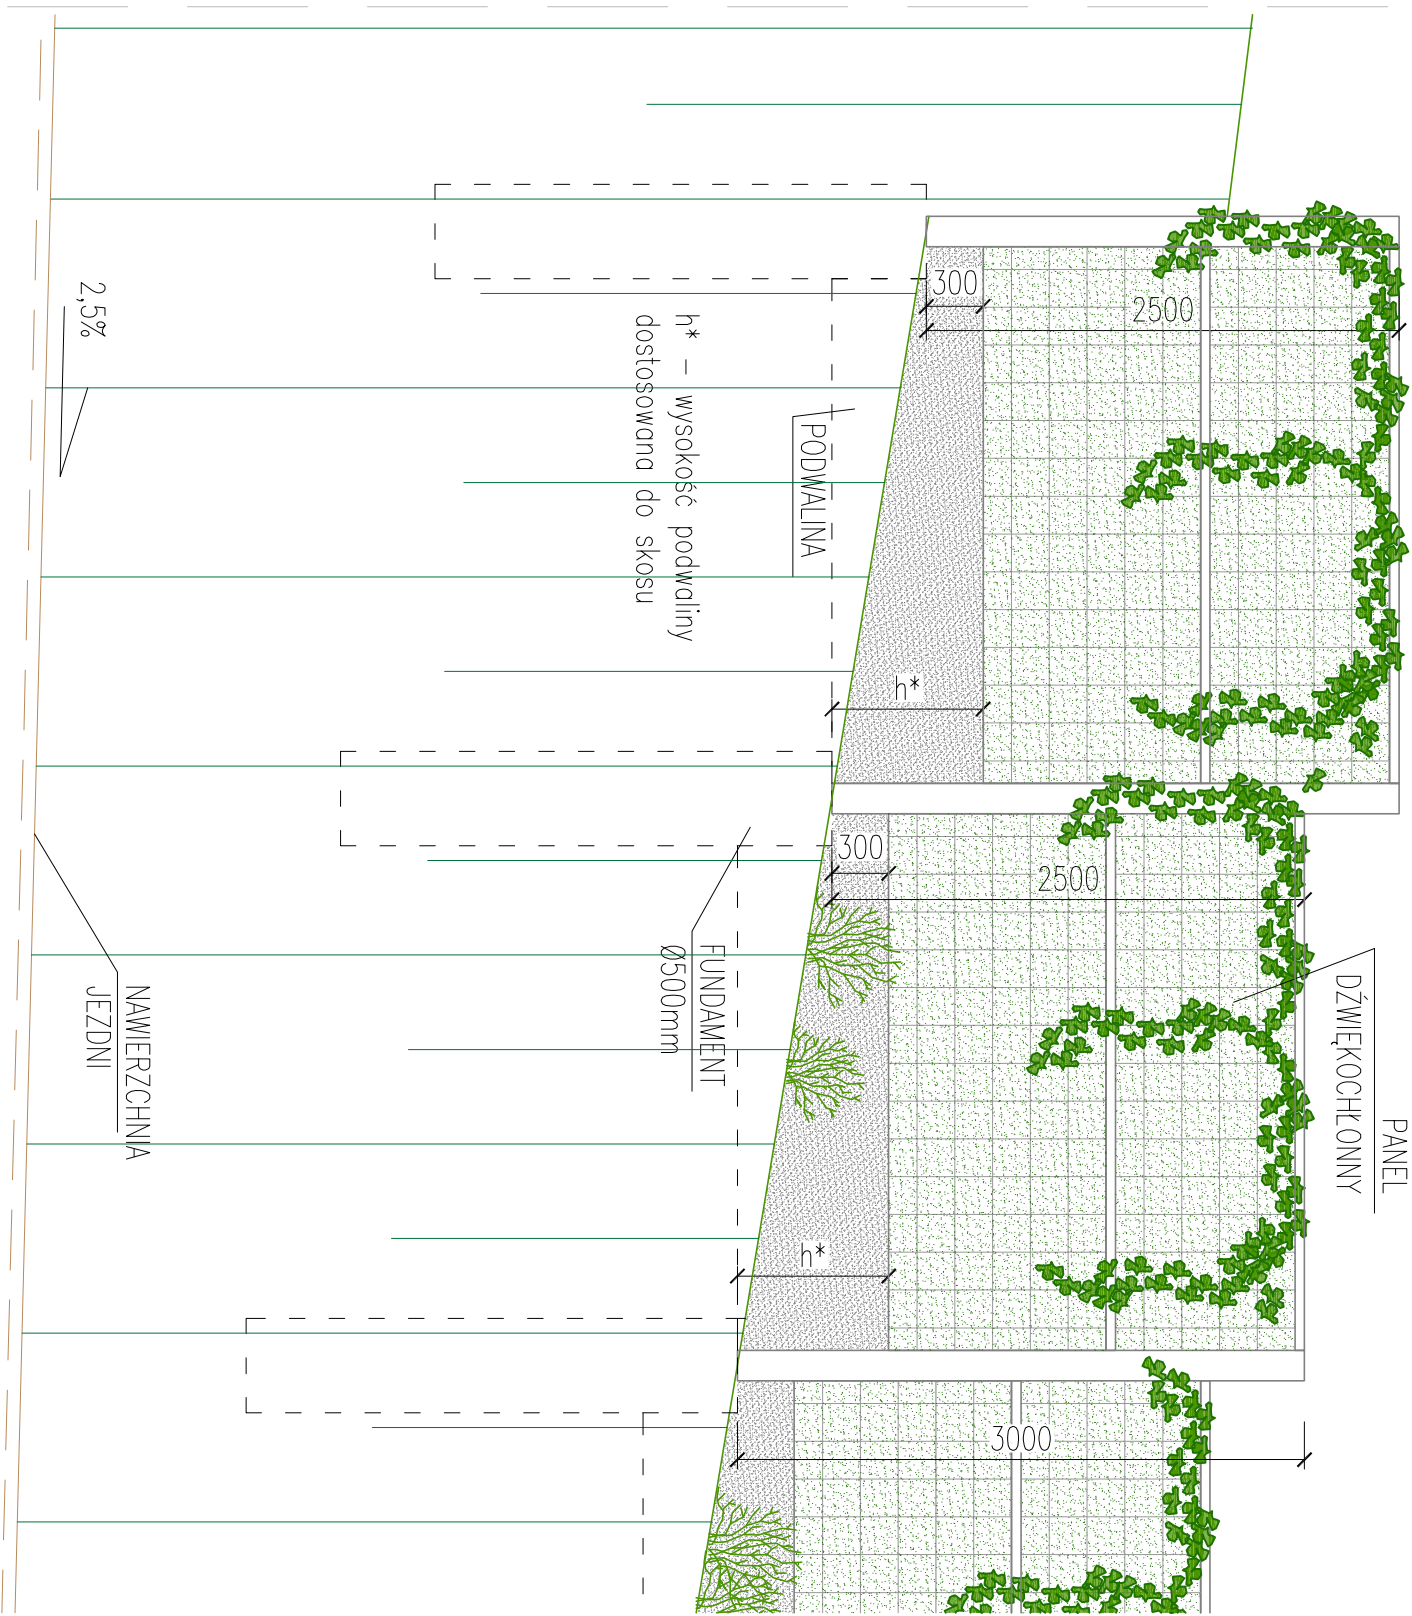 300
2500
2,5%
h* – wysokość podwaliny
dostosowana do skosu
PODWALINA
h*
300
2500
PANEL
DŹWIĘKOCHŁONNY
FUNDAMENT
Ø500mm
NAWIERZCHNIA
JEZDNI
h*
3000